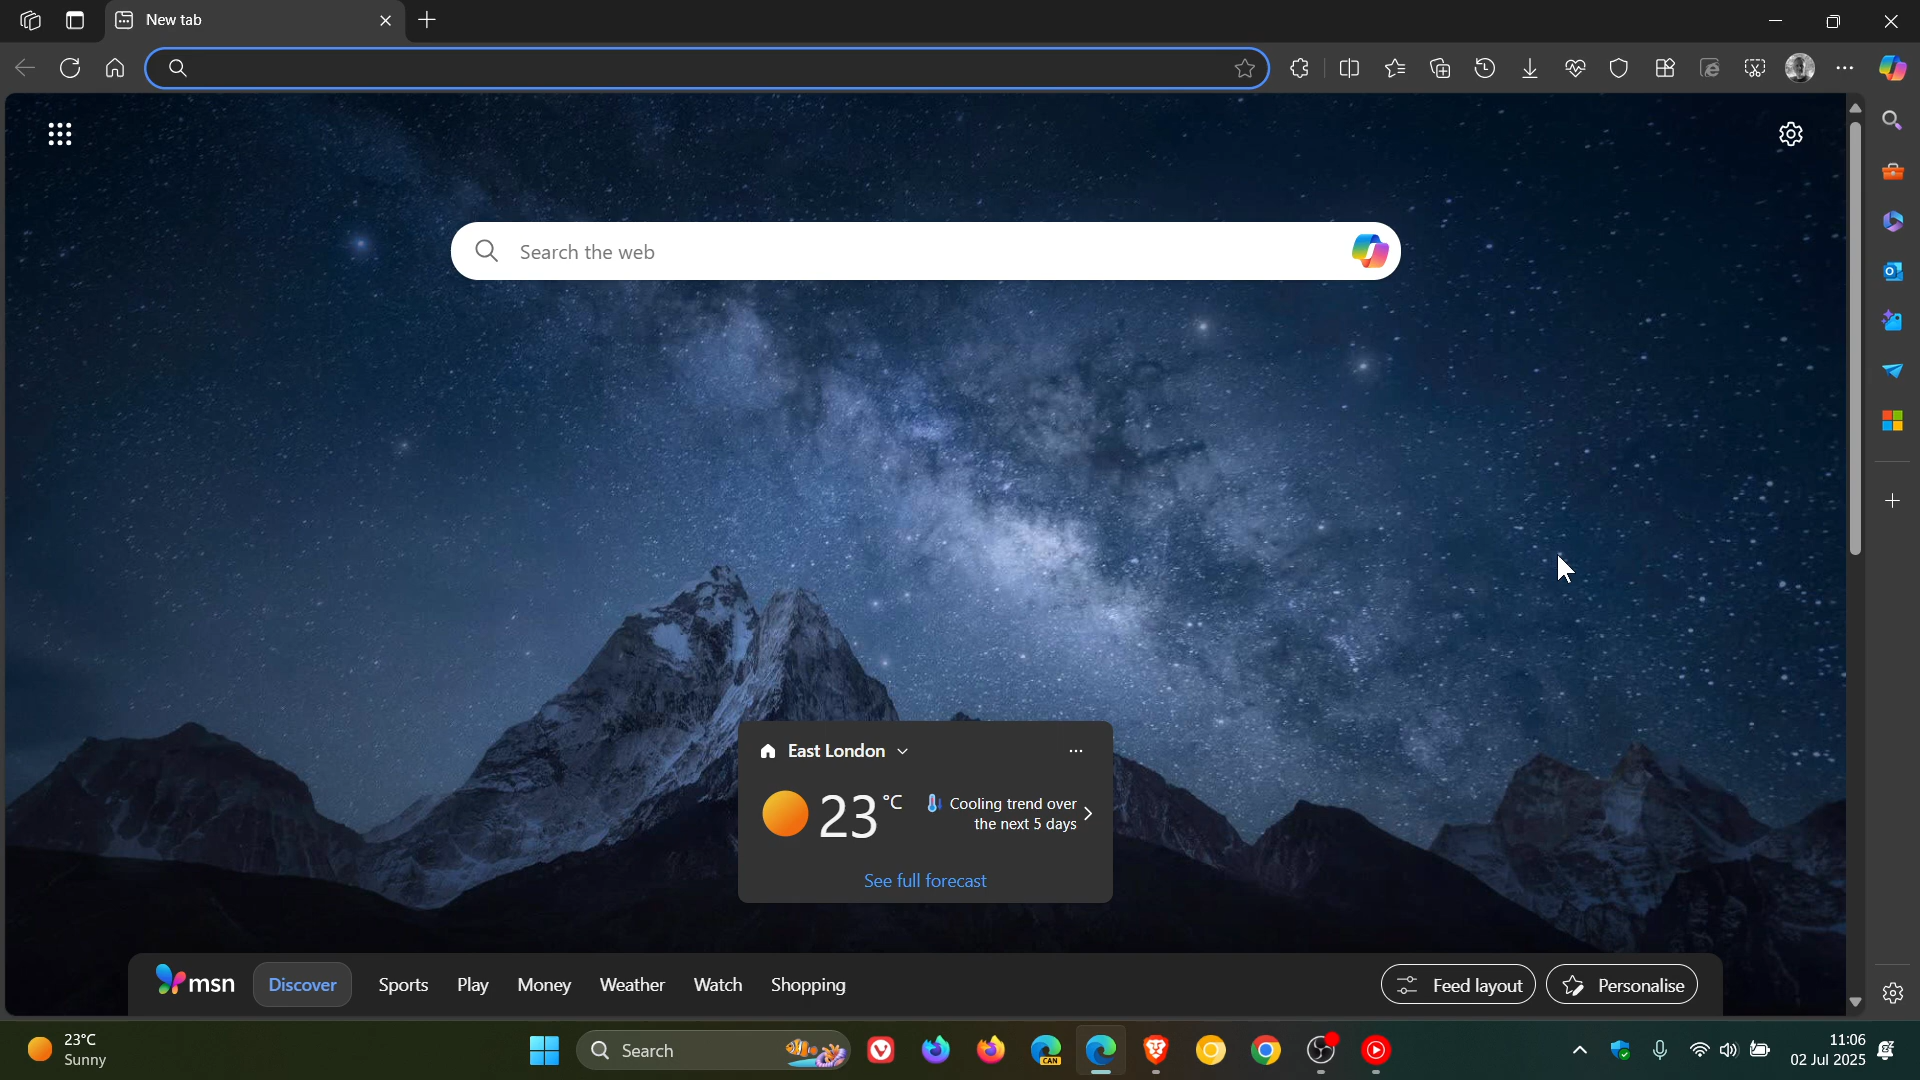 New tab
Search the web
East London
23 °C
Cooling trend over
the next 5 days
See full forecast
msn
Discover
Sports
Play
Money
Weather
Watch
Shopping
Feed layout
Personalise
23°C
Sunny
Search
CAN
11:06
02 Jul 2025